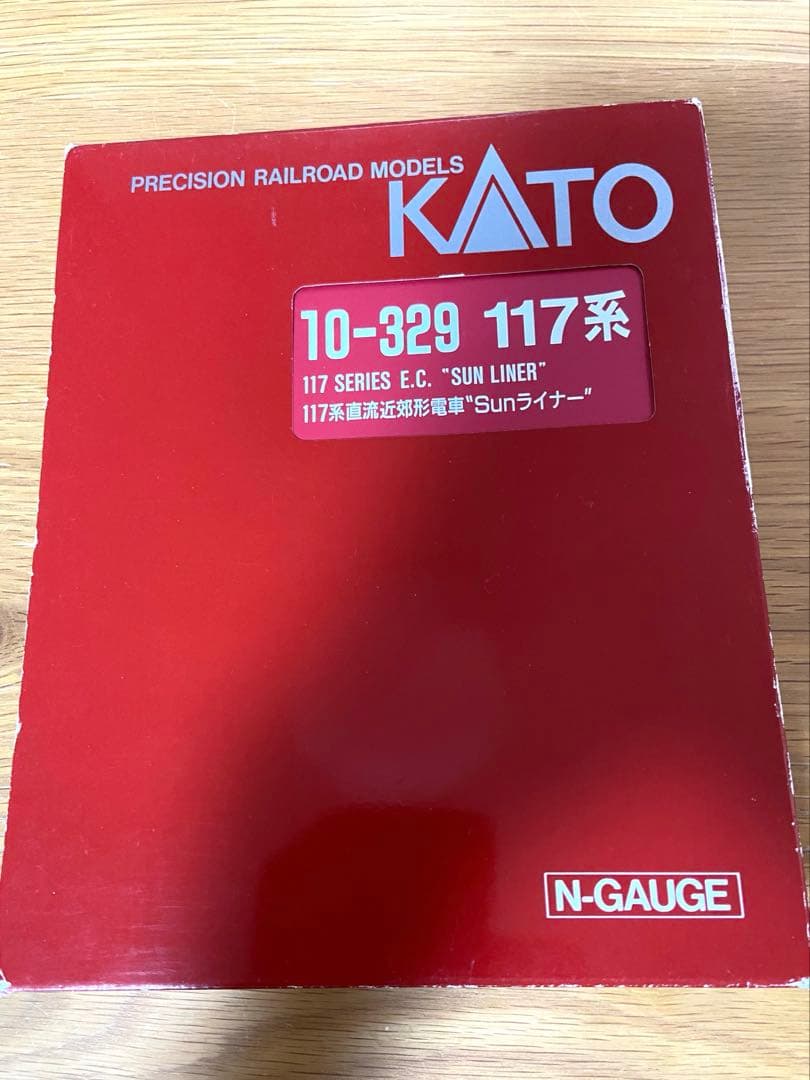 PRECISION RAILROAD MODELS
KATO
10-329 117系
117 SERIES E.C. "SUN LINER"
117系直流近郊形電車"Sunライナー"
N-GAUGE